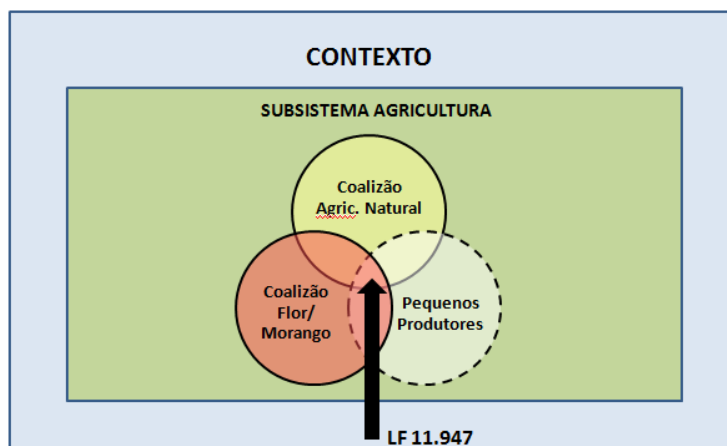 CONTEXTO
SUBSISTEMA AGRICULTURA
Coalizão
Agric. Natural
Coalizão
Flor/
Morango
Pequenos
Produtores
LF 11.947